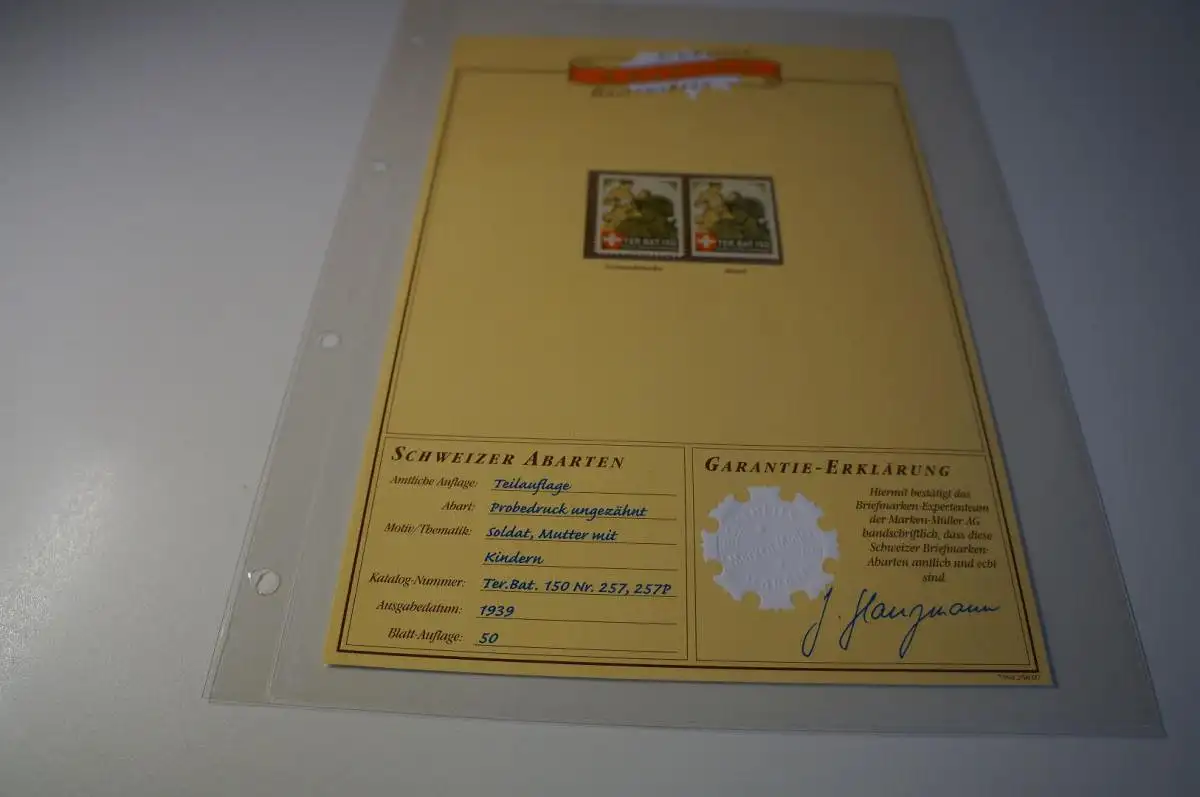 TER BAT 150
TER BAT 150
SCHWEIZER ABARTEN
Amtliche Auflage: Teilauflage
Abart: Probedruck ungezähnt
Motiv/Thematik: Soldat, Mutter mit
Kindern
Katalog-Nummer: Ter.Bat. 150 Nr. 257, 257P
Ausgabedatum: 1939
Blatt-Auflage: 50
GARANTIE-ERKLÄRUNG
Hiermit bestätigt das
Briefmarken-Expertenteam
der Marken-Müller AG
handschriftlich, dass diese
Schweizer Briefmarken-
Abarten amtlich und echt
sind.